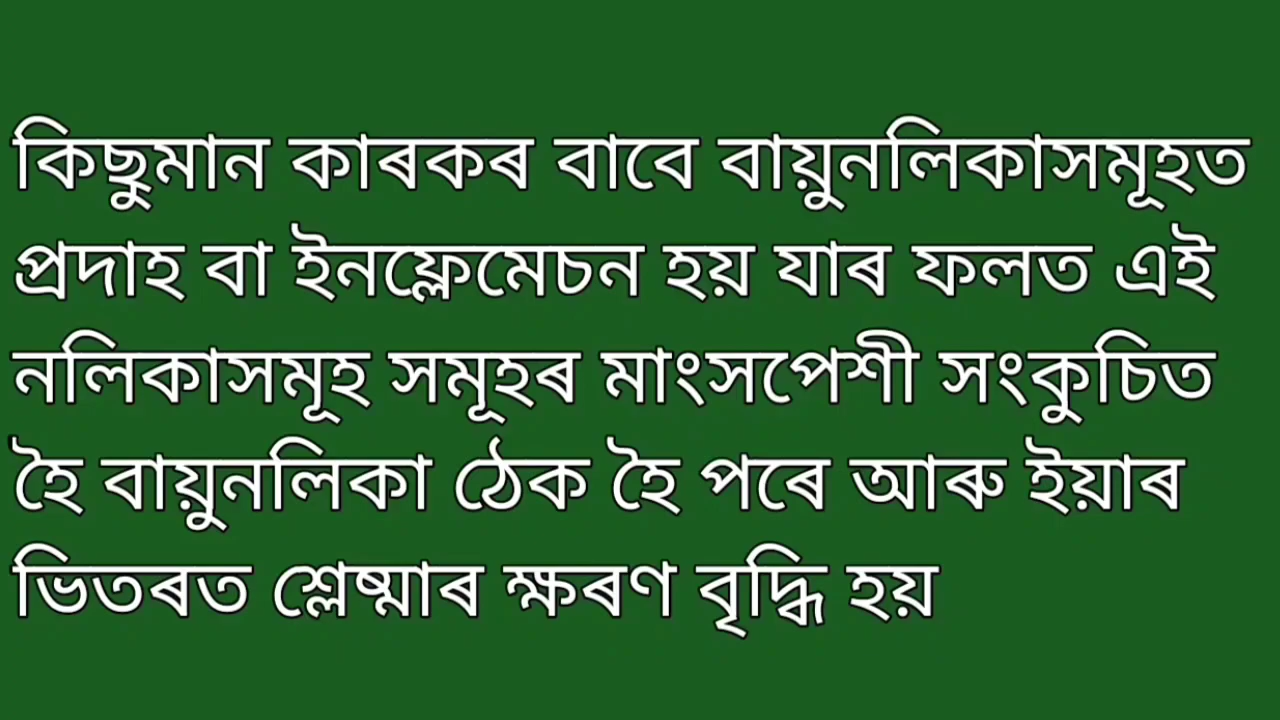 কিছুমান কাৰকৰ বাবে বায়ুনলিকাসমূহত
প্ৰদাহ বা ইনফ্লেমেচন হয় যাৰ ফলত এই
নলিকাসমূহ সমূহৰ মাংসপেশী সংকুচিত
হৈ বায়ুনলিকা ঠেক হৈ পৰে আৰু ইয়াৰ
ভিতৰত শ্লেষ্মাৰ ক্ষৰণ বৃদ্ধি হয়